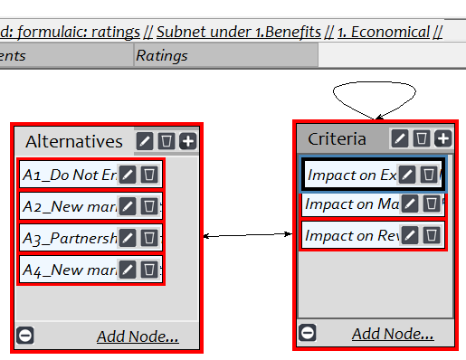 d: formulaic: ratings // Subnet under 1.Benefits // 1. Economical //
ents Ratings
Alternatives
A1_Do Not En
A2_New mar
A3_Partnersh
A4_New mar
Add Node...
Criteria
Impact on Ex
Impact on Ma
Impact on Rev
Add Node...